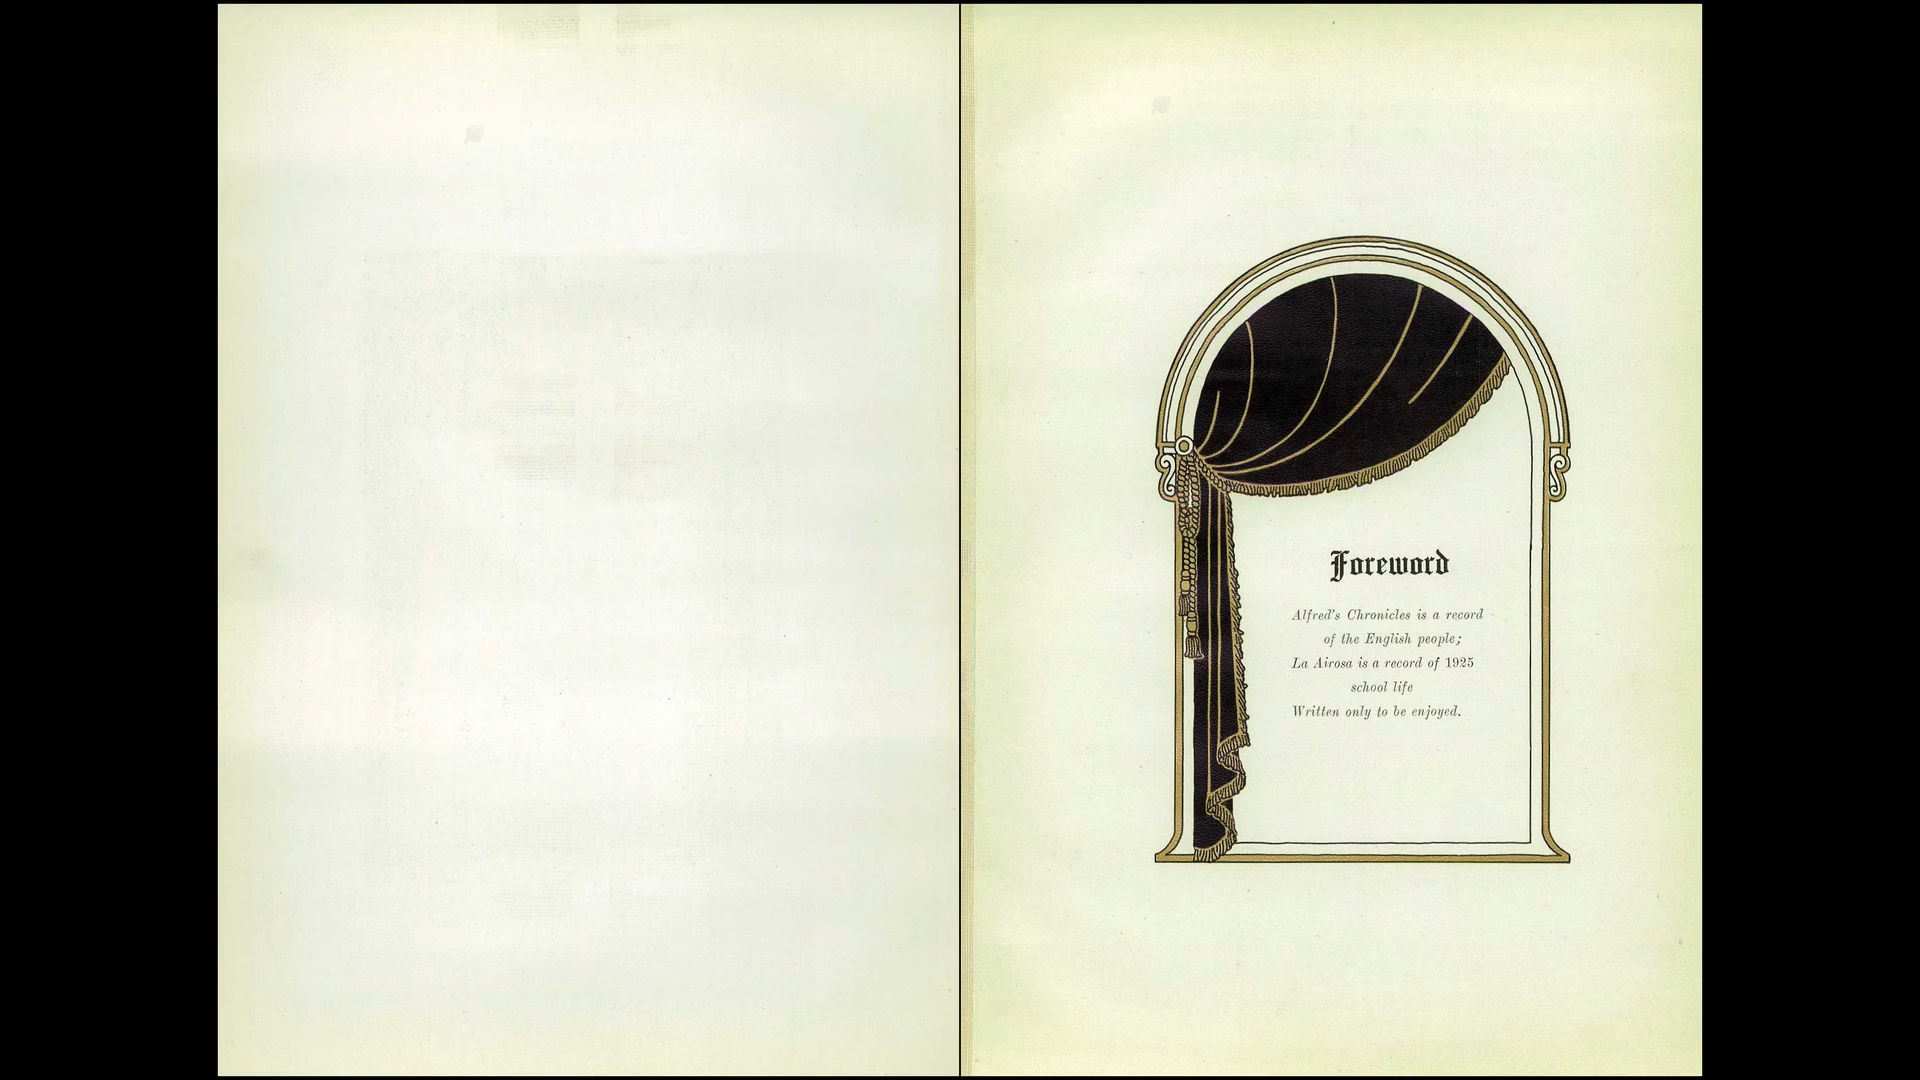 Foreword
Alfred's Chronicles is a record
of the English people;
La Airosa is a record of 1925
school life
Written only to be enjoyed.